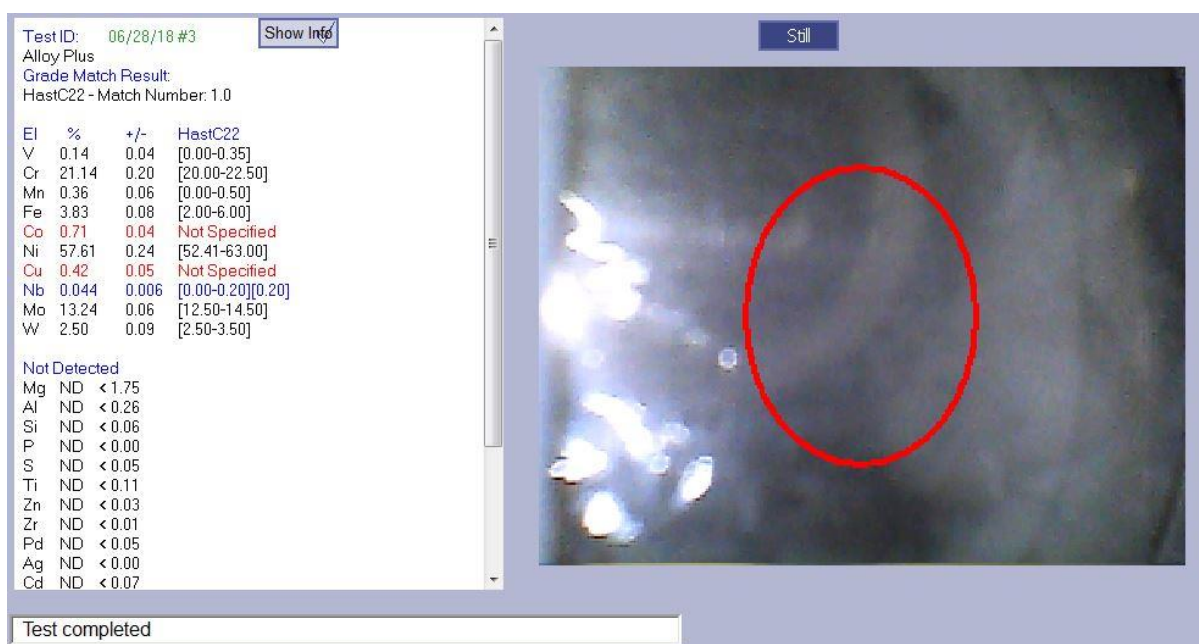 Test ID: 06/28/18 #3
Show Info
Alloy Plus
Grade Match Result:
HastC22 - Match Number: 1.0
El % +/- HastC22
V 0.14 0.04 [0.00-0.35]
Cr 21.14 0.20 [20.00-22.50]
Mn 0.36 0.06 [0.00-0.50]
Fe 3.83 0.08 [2.00-6.00]
Co 0.71 0.04 Not Specified
Ni 57.61 0.24 [52.41-63.00]
Cu 0.42 0.05 Not Specified
Nb 0.044 0.006 [0.00-0.20][0.20]
Mo 13.24 0.06 [12.50-14.50]
W 2.50 0.09 [2.50-3.50]
Not Detected
Mg ND < 1.75
Al ND < 0.26
Si ND < 0.06
P ND < 0.00
S ND < 0.05
Ti ND < 0.11
Zn ND < 0.03
Zr ND < 0.01
Pd ND < 0.05
Ag ND < 0.00
Cd ND < 0.07
Test completed
Still